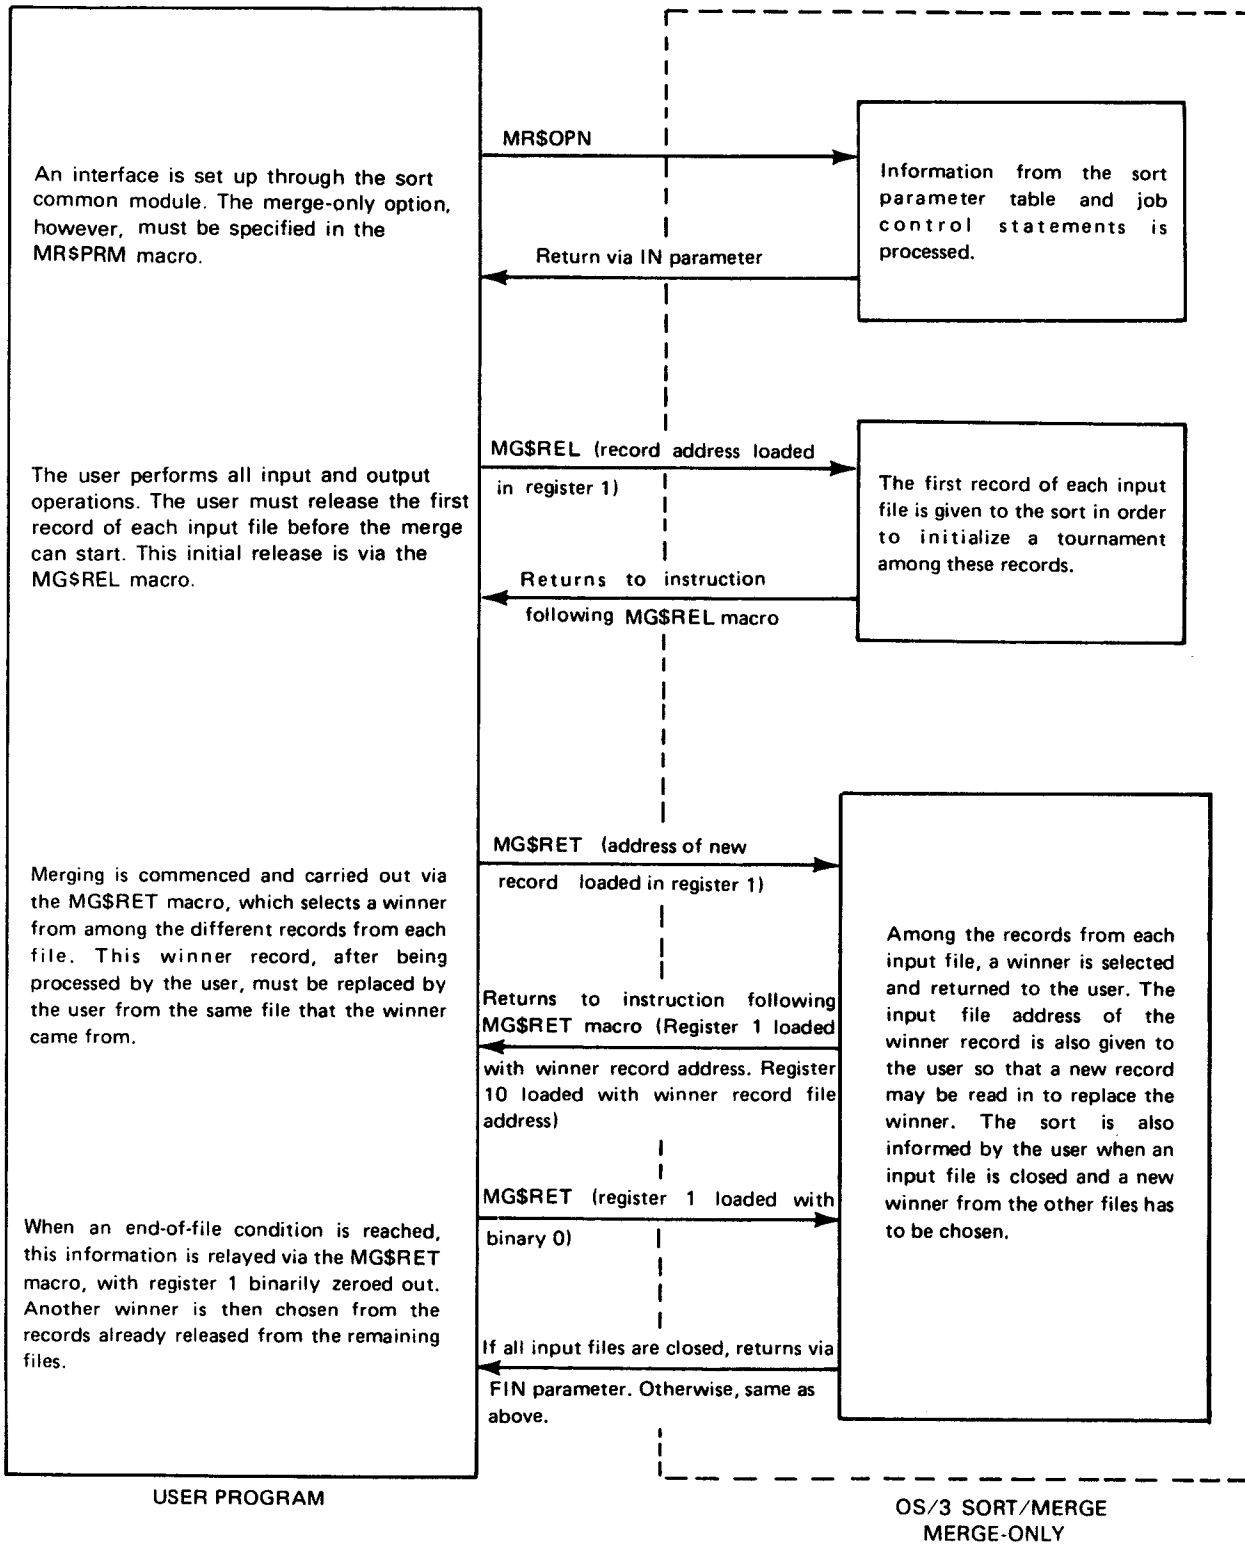 MR$OPN
An interface is set up through the sort
common module. The merge-only option,
however, must be specified in the
MR$PRM macro.
Information from the sort
parameter table and job
control statements is
processed.
Return via IN parameter
MG$REL (record address loaded
in register 1)
The user performs all input and output
operations. The user must release the first
record of each input file before the merge
can start. This initial release is via the
MG$REL macro.
The first record of each input
file is given to the sort in order
to initialize a tournament
among these records.
Returns to instruction
following MG$REL macro
MG$RET (address of new
record loaded in register 1)
Merging is commenced and carried out via
the MG$RET macro, which selects a winner
from among the different records from each
file. This winner record, after being
processed by the user, must be replaced by
the user from the same file that the winner
came from.
Among the records from each
input file, a winner is selected
and returned to the user. The
input file address of the
winner record is also given to
the user so that a new record
may be read in to replace the
winner. The sort is also
informed by the user when an
input file is closed and a new
winner from the other files has
to be chosen.
Returns to instruction following
MG$RET macro (Register 1 loaded
with winner record address. Register
10 loaded with winner record file
address)
MG$RET (register 1 loaded with
binary 0)
When an end-of-file condition is reached,
this information is relayed via the MG$RET
macro, with register 1 binarily zeroed out.
Another winner is then chosen from the
records already released from the remaining
files.
If all input files are closed, returns via
FIN parameter. Otherwise, same as
above.
USER PROGRAM
OS/3 SORT/MERGE
MERGE-ONLY